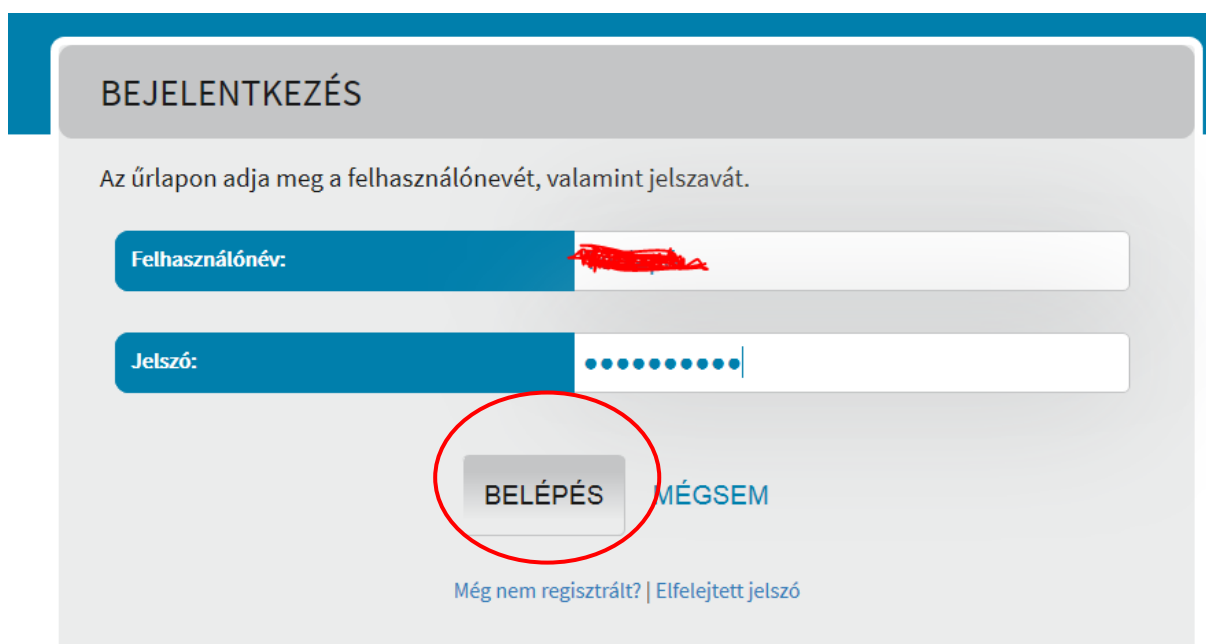 BEJELENTKEZÉS
Az űrlapon adja meg a felhasználónevét, valamint jelszavát.
Felhasználónév:
Jelszó:
BELÉPÉS MÉGSEM
Még nem regisztrált? | Elfelejtett jelszó